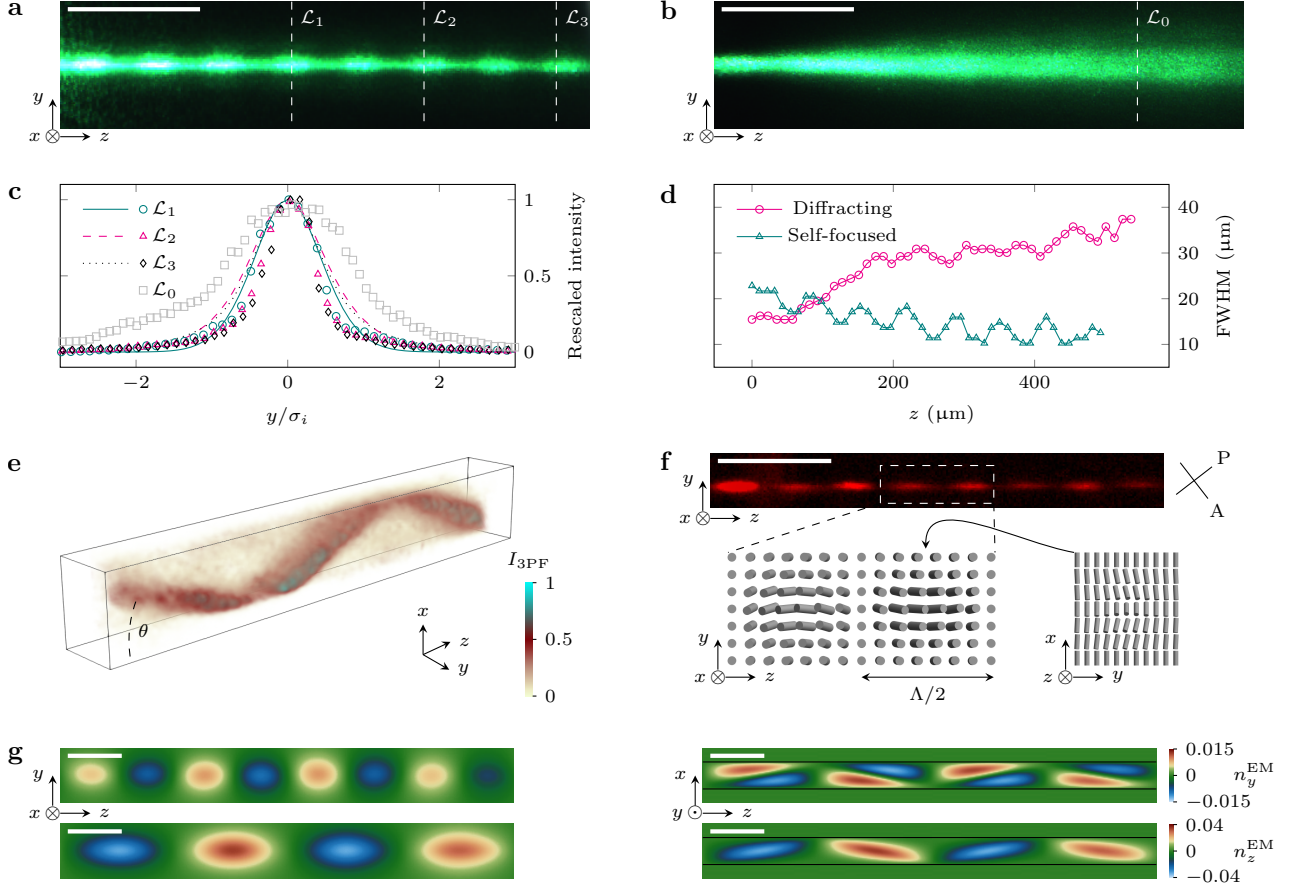 a
ℒ₁
ℒ₂
ℒ₃
y
x
z
b
ℒ₀
y
x
z
c
ℒ₁
ℒ₂
ℒ₃
ℒ₀
1
0.5
0
Rescaled intensity
−2
0
2
y/σᵢ
d
Diffracting
Self-focused
40
30
20
10
FWHM (μm)
0
200
400
z (μm)
e
θ
x
z
y
I₃PF
1
0.5
0
f
y
x
z
P
A
y
x
z
Λ/2
x
z
y
g
y
x
z
x
y
z
0.015
0
−0.015
n_y^EM
0.04
0
−0.04
n_z^EM